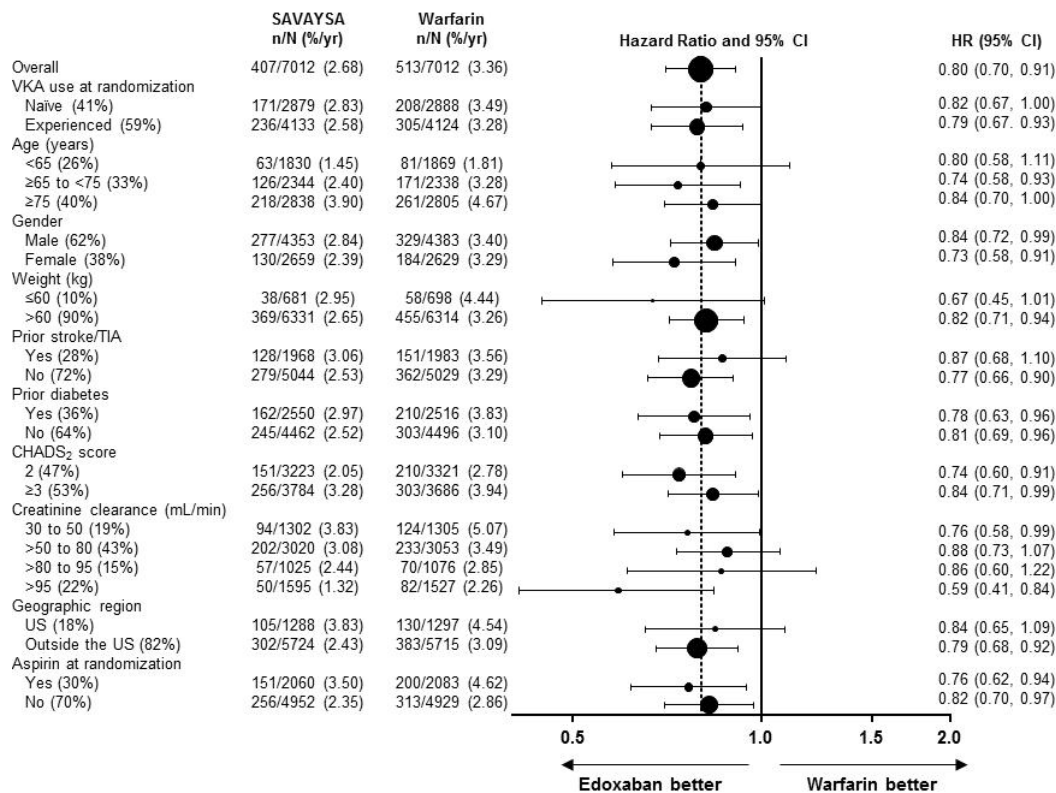 SAVAYSA Warfarin
n/N (%/yr) n/N (%/yr) Hazard Ratio and 95% CI HR (95% CI)
Overall 407/7012 (2.68) 513/7012 (3.36) 0.80 (0.70, 0.91)
VKA use at randomization
Naïve (41%) 171/2879 (2.83) 208/2888 (3.49) 0.82 (0.67, 1.00)
Experienced (59%) 236/4133 (2.58) 305/4124 (3.28) 0.79 (0.67. 0.93)
Age (years)
<65 (26%) 63/1830 (1.45) 81/1869 (1.81) 0.80 (0.58, 1.11)
≥65 to <75 (33%) 126/2344 (2.40) 171/2338 (3.28) 0.74 (0.58, 0.93)
≥75 (40%) 218/2838 (3.90) 261/2805 (4.67) 0.84 (0.70, 1.00)
Gender
Male (62%) 277/4353 (2.84) 329/4383 (3.40) 0.84 (0.72, 0.99)
Female (38%) 130/2659 (2.39) 184/2629 (3.29) 0.73 (0.58, 0.91)
Weight (kg)
≤60 (10%) 38/681 (2.95) 58/698 (4.44) 0.67 (0.45, 1.01)
>60 (90%) 369/6331 (2.65) 455/6314 (3.26) 0.82 (0.71, 0.94)
Prior stroke/TIA
Yes (28%) 128/1968 (3.06) 151/1983 (3.56) 0.87 (0.68, 1.10)
No (72%) 279/5044 (2.53) 362/5029 (3.29) 0.77 (0.66, 0.90)
Prior diabetes
Yes (36%) 162/2550 (2.97) 210/2516 (3.83) 0.78 (0.63, 0.96)
No (64%) 245/4462 (2.52) 303/4496 (3.10) 0.81 (0.69, 0.96)
CHADS₂ score
2 (47%) 151/3223 (2.05) 210/3321 (2.78) 0.74 (0.60, 0.91)
≥3 (53%) 256/3784 (3.28) 303/3686 (3.94) 0.84 (0.71, 0.99)
Creatinine clearance (mL/min)
30 to 50 (19%) 94/1302 (3.83) 124/1305 (5.07) 0.76 (0.58, 0.99)
>50 to 80 (43%) 202/3020 (3.08) 233/3053 (3.49) 0.88 (0.73, 1.07)
>80 to 95 (15%) 57/1025 (2.44) 70/1076 (2.85) 0.86 (0.60, 1.22)
>95 (22%) 50/1595 (1.32) 82/1527 (2.26) 0.59 (0.41, 0.84)
Geographic region
US (18%) 105/1288 (3.83) 130/1297 (4.54) 0.84 (0.65, 1.09)
Outside the US (82%) 302/5724 (2.43) 383/5715 (3.09) 0.79 (0.68, 0.92)
Aspirin at randomization
Yes (30%) 151/2060 (3.50) 200/2083 (4.62) 0.76 (0.62, 0.94)
No (70%) 256/4952 (2.35) 313/4929 (2.86) 0.82 (0.70, 0.97)
0.5 1.0 1.5 2.0
Edoxaban better Warfarin better